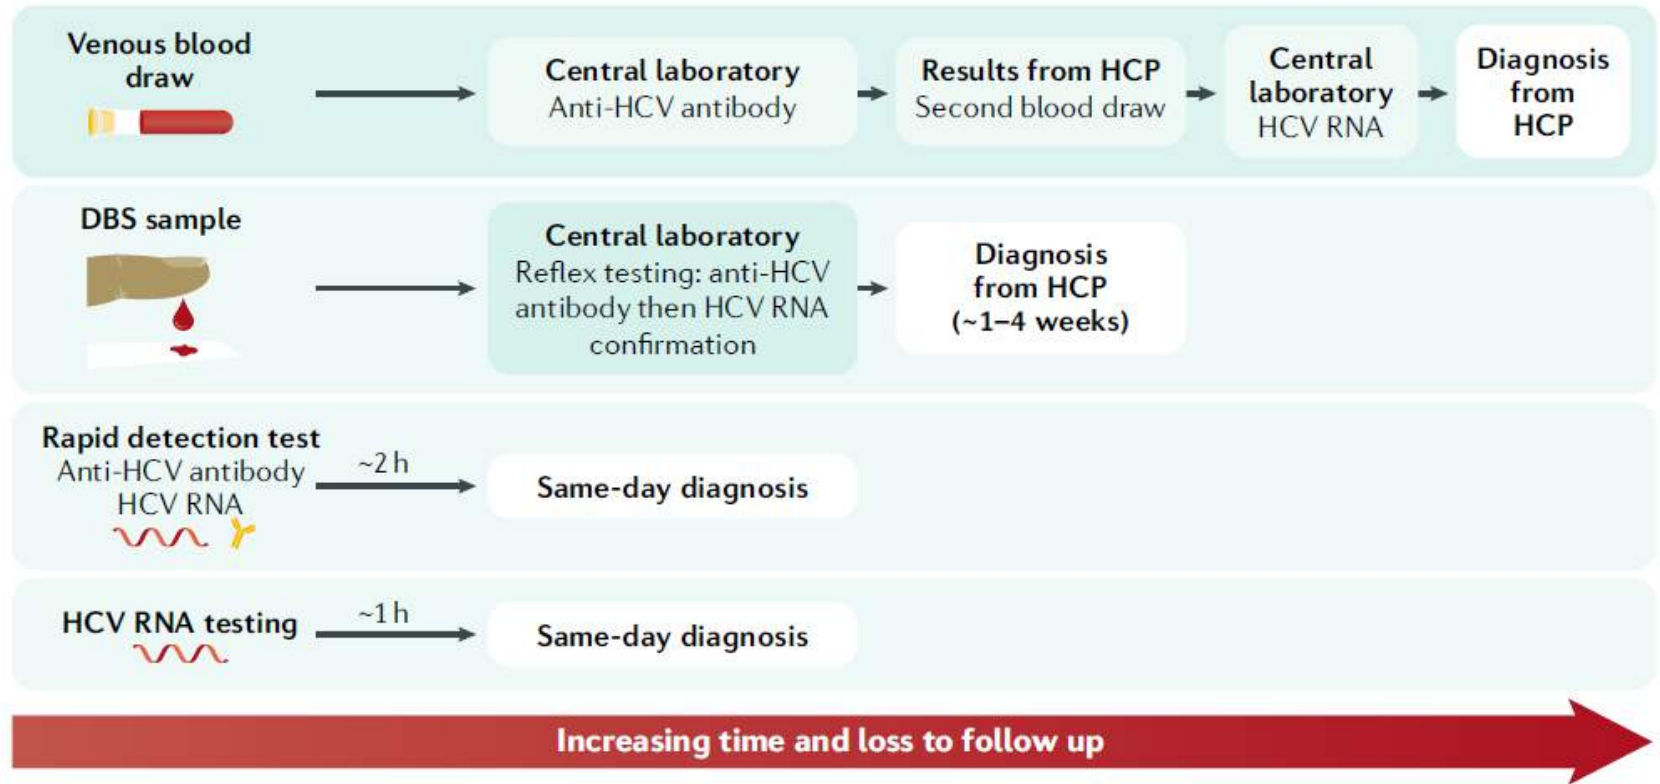 Venous blood
draw
Central laboratory
Anti-HCV antibody
Results from HCP
Second blood draw
Central
laboratory
HCV RNA
Diagnosis
from
HCP
DBS sample
Central laboratory
Reflex testing: anti-HCV
antibody then HCV RNA
confirmation
Diagnosis
from HCP
(~1–4 weeks)
Rapid detection test
Anti-HCV antibody
HCV RNA
~2 h
Same-day diagnosis
HCV RNA testing
~1 h
Same-day diagnosis
Increasing time and loss to follow up